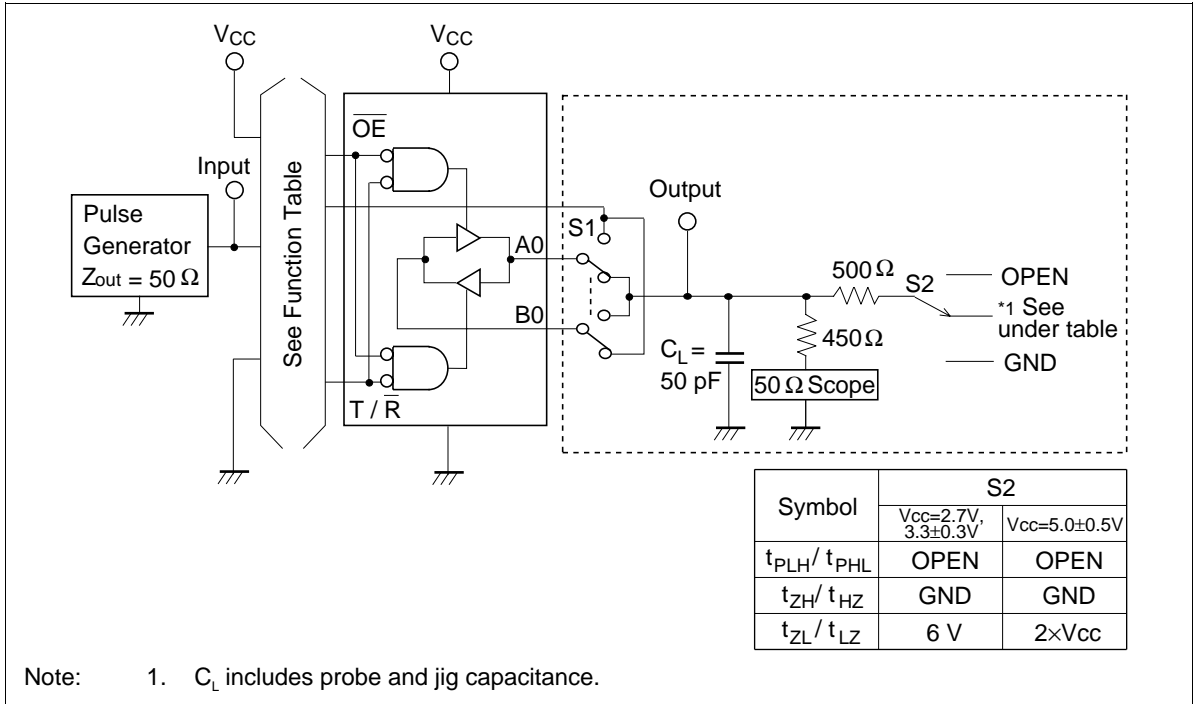 VCC
VCC
Input
Pulse
Generator
Zout = 50 Ω
See Function Table
OE
T / R
A0
B0
S1
Output
CL =
50 pF
500 Ω
450 Ω
50 Ω Scope
S2
OPEN
*1 See
under table
GND
Symbol
S2
Vcc=2.7V,
3.3±0.3V
Vcc=5.0±0.5V
tPLH/ tPHL
OPEN
OPEN
tZH/ tHZ
GND
GND
tZL/ tLZ
6 V
2×Vcc
Note: 1. CL includes probe and jig capacitance.